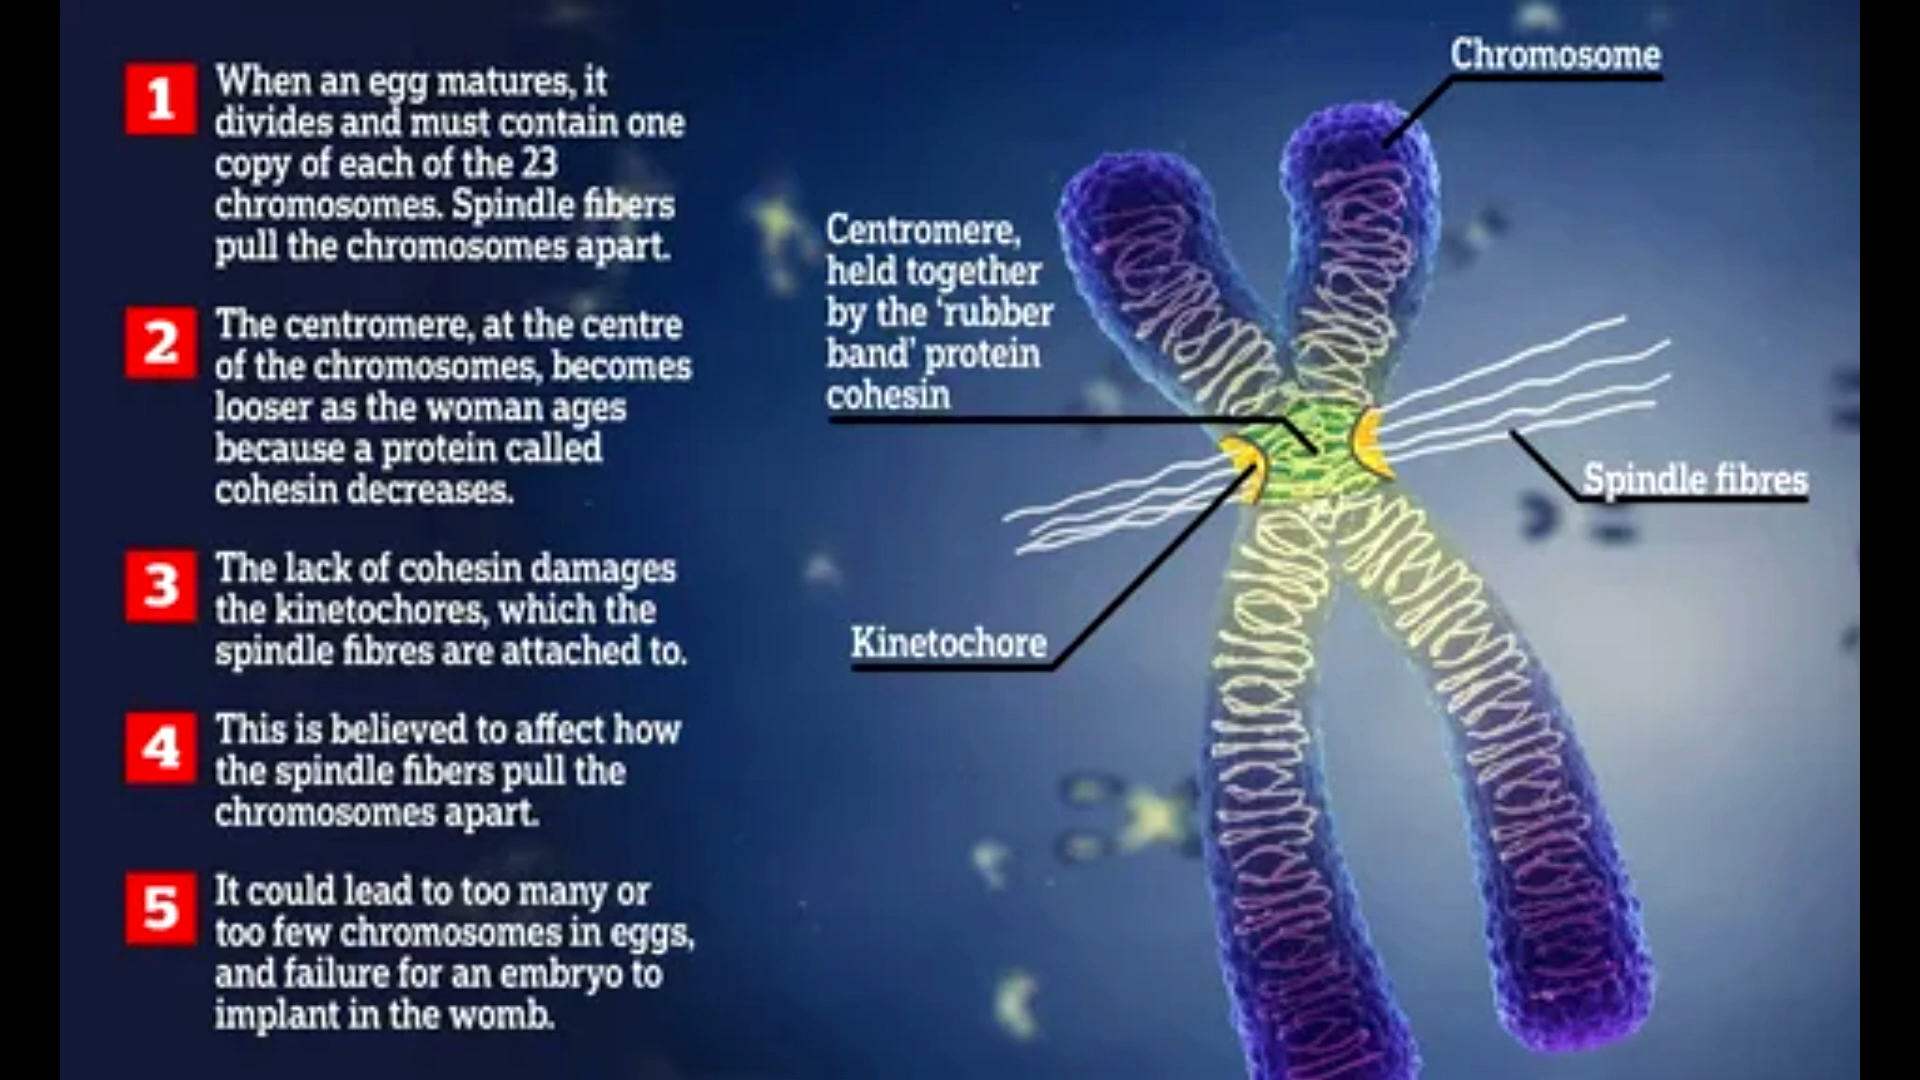 1
When an egg matures, it
divides and must contain one
copy of each of the 23
chromosomes. Spindle fibers
pull the chromosomes apart.
2
The centromere, at the centre
of the chromosomes, becomes
looser as the woman ages
because a protein called
cohesin decreases.
3
The lack of cohesin damages
the kinetochores, which the
spindle fibres are attached to.
4
This is believed to affect how
the spindle fibers pull the
chromosomes apart.
5
It could lead to too many or
too few chromosomes in eggs,
and failure for an embryo to
implant in the womb.
Chromosome
Centromere,
held together
by the ‘rubber
band’ protein
cohesin
Spindle fibres
Kinetochore